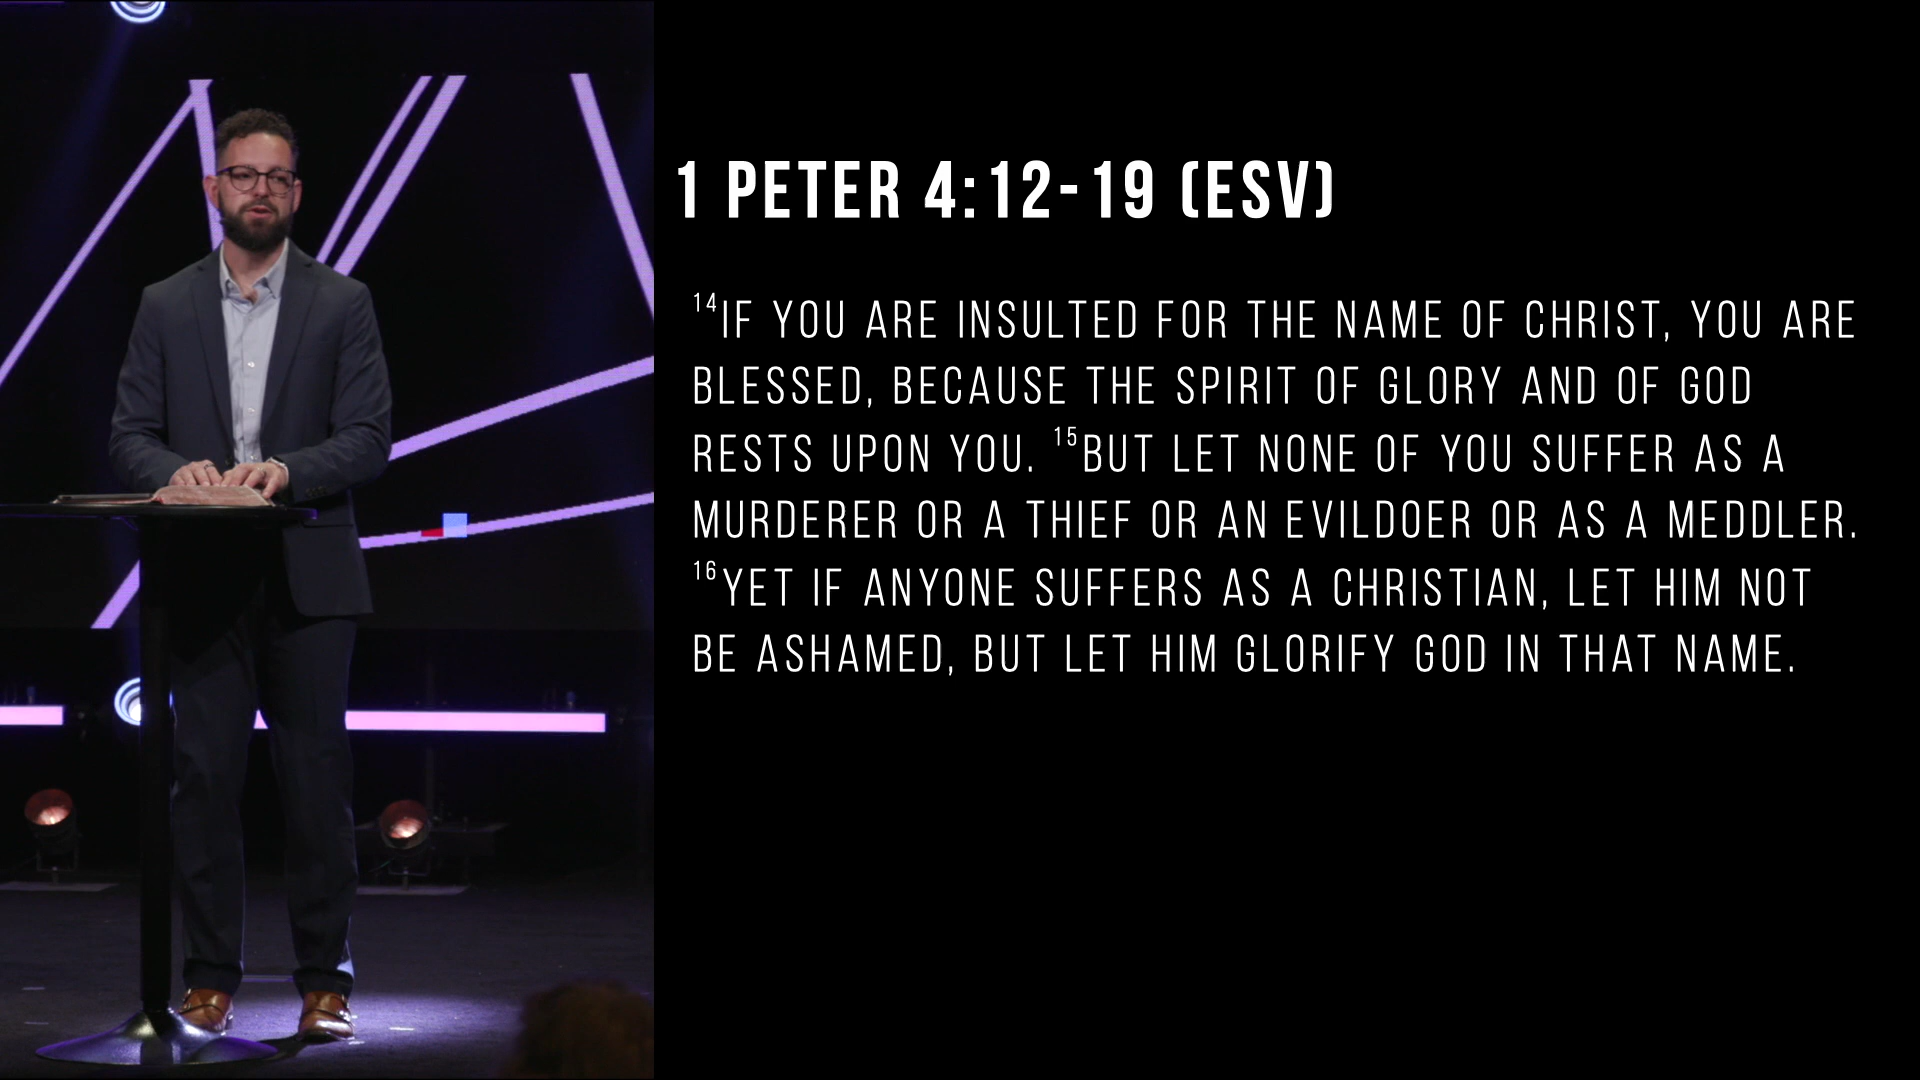 1 PETER 4:12-19 (ESV)
14IF YOU ARE INSULTED FOR THE NAME OF CHRIST, YOU ARE
BLESSED, BECAUSE THE SPIRIT OF GLORY AND OF GOD
RESTS UPON YOU. 15BUT LET NONE OF YOU SUFFER AS A
MURDERER OR A THIEF OR AN EVILDOER OR AS A MEDDLER.
16YET IF ANYONE SUFFERS AS A CHRISTIAN, LET HIM NOT
BE ASHAMED, BUT LET HIM GLORIFY GOD IN THAT NAME.